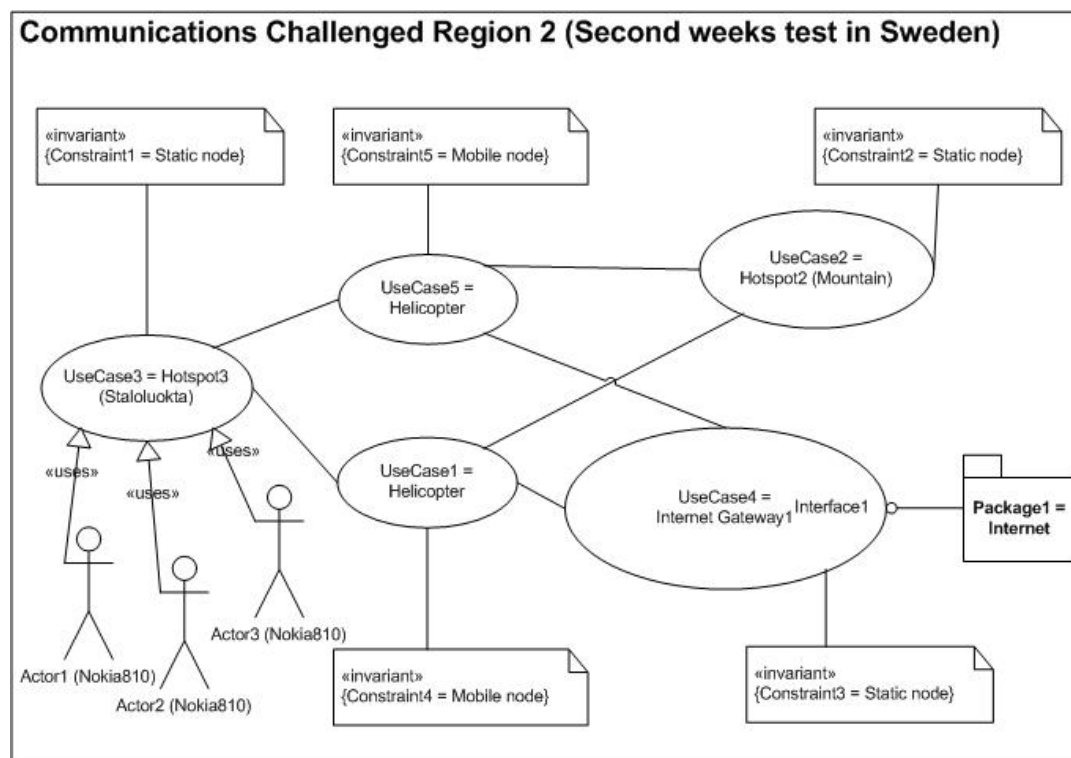 Communications Challenged Region 2 (Second weeks test in Sweden)
«invariant»
{Constraint1 = Static node}
«invariant»
{Constraint5 = Mobile node}
«invariant»
{Constraint2 = Static node}
UseCase5 =
Helicopter
UseCase2 =
Hotspot2 (Mountain)
UseCase3 = Hotspot3
(Staloluokta)
«uses»
«uses»
«uses»
UseCase1 =
Helicopter
UseCase4 =
Internet Gateway1
Interface1
Package1 =
Internet
Actor1 (Nokia810)
Actor2 (Nokia810)
Actor3 (Nokia810)
«invariant»
{Constraint4 = Mobile node}
«invariant»
{Constraint3 = Static node}